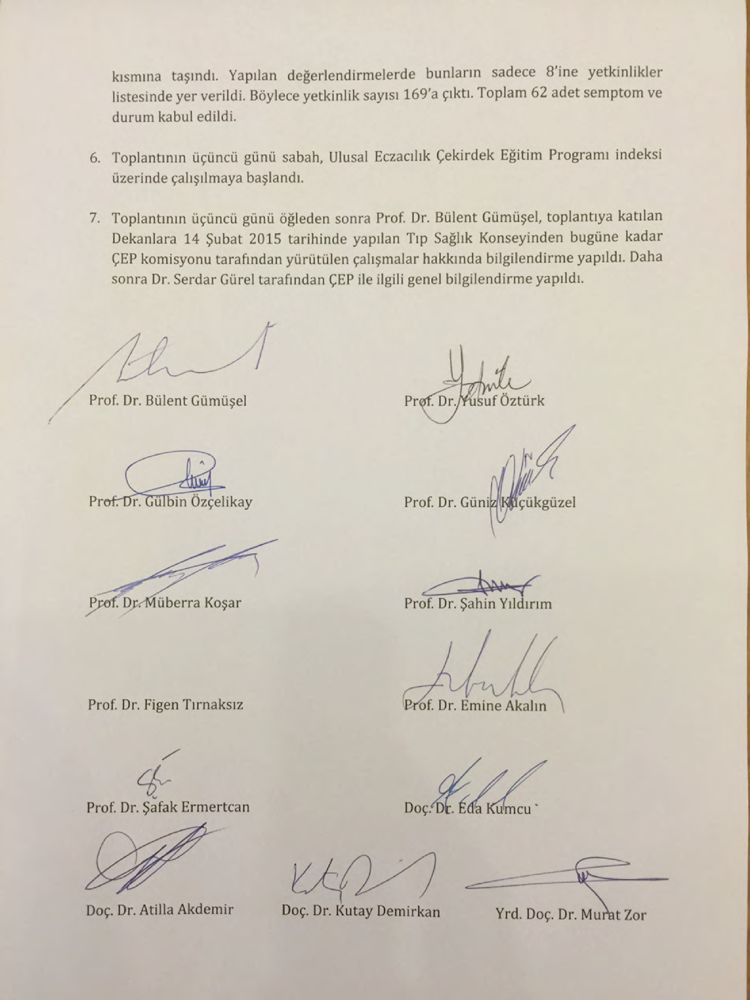 kısmına taşındı. Yapılan değerlendirmelerde bunların sadece 8'ine yetkinlikler
listesinde yer verildi. Böylece yetkinlik sayısı 169'a çıktı. Toplam 62 adet semptom ve
durum kabul edildi.
6. Toplantının üçüncü günü sabah, Ulusal Eczacılık Çekirdek Eğitim Programı indeksi
üzerinde çalışılmaya başlandı.
7. Toplantının üçüncü günü öğleden sonra Prof. Dr. Bülent Gümüşel, toplantıya katılan
Dekanlara 14 Şubat 2015 tarihinde yapılan Tıp Sağlık Konseyinden bugüne kadar
ÇEP komisyonu tarafından yürütülen çalışmalar hakkında bilgilendirme yapıldı. Daha
sonra Dr. Serdar Gürel tarafından ÇEP ile ilgili genel bilgilendirme yapıldı.
Prof. Dr. Bülent Gümüşel
Prof. Dr. Yusuf Öztürk
Prof. Dr. Gülbin Özçelikay
Prof. Dr. Güniz Küçükgüzel
Prof. Dr. Müberra Koşar
Prof. Dr. Şahin Yıldırım
Prof. Dr. Figen Tırnaksız
Prof. Dr. Emine Akalın
Prof. Dr. Şafak Ermertcan
Doç. Dr. Eda Kumcu
Doç. Dr. Atilla Akdemir
Doç. Dr. Kutay Demirkan
Yrd. Doç. Dr. Murat Zor